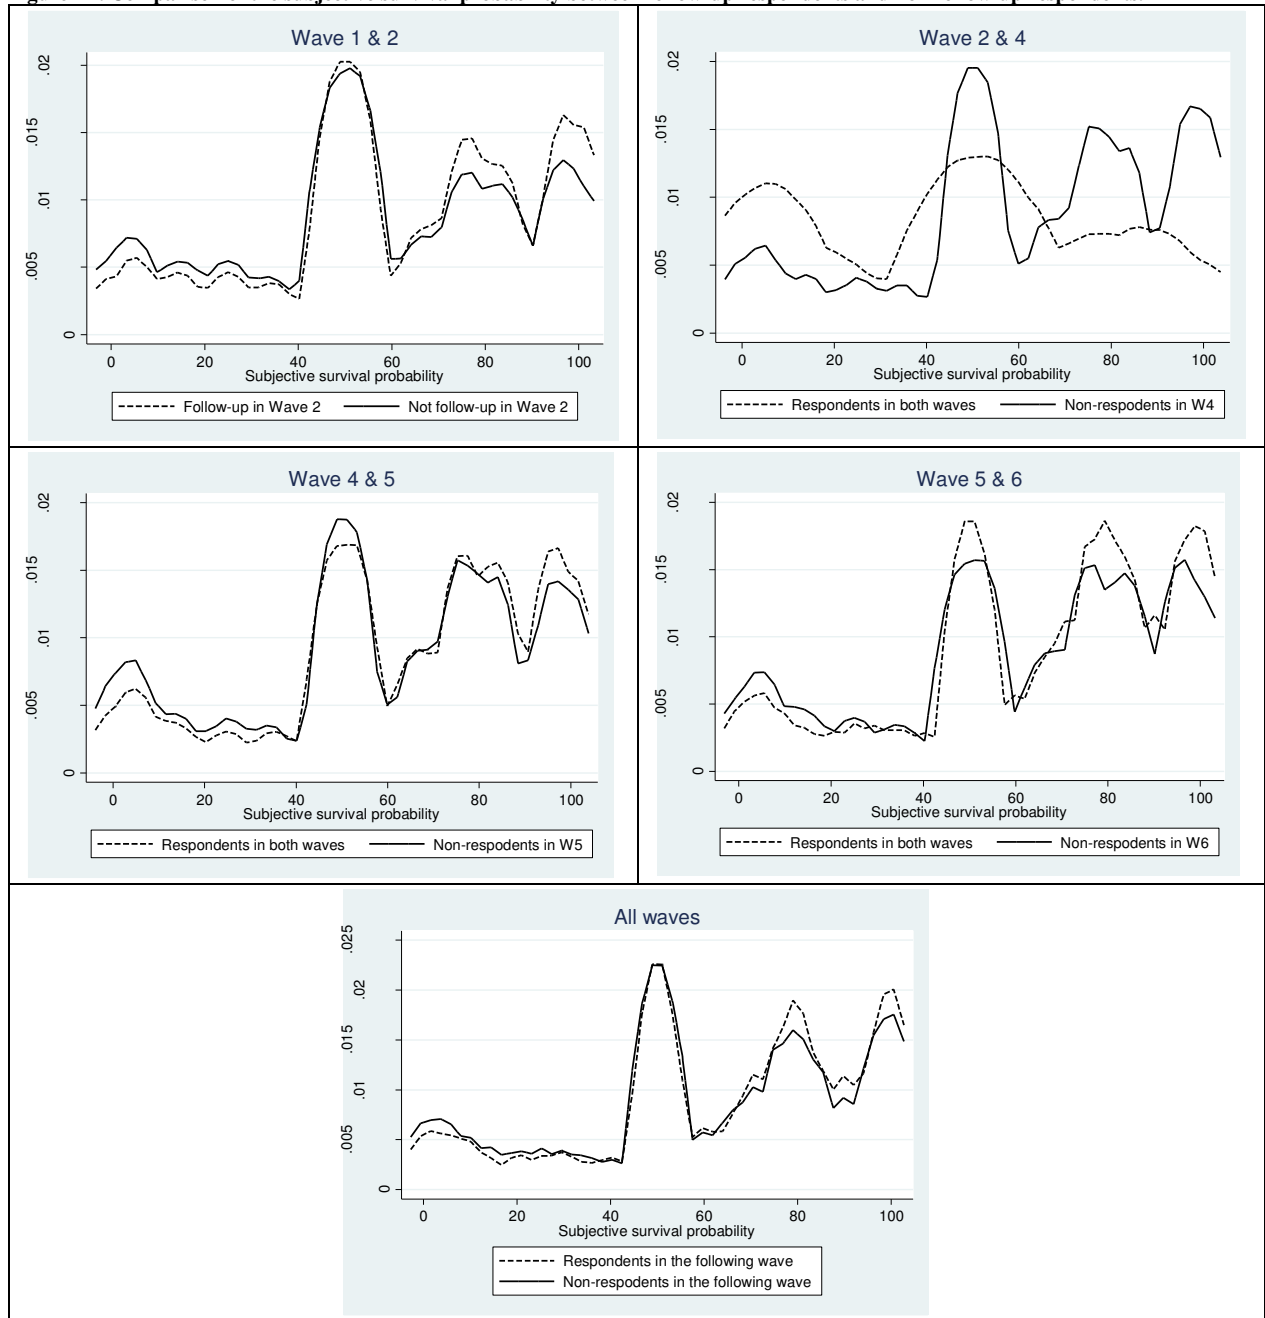 Wave 1 & 2
.02
.015
.01
.005
0
0 20 40 60 80 100
Subjective survival probability
Follow-up in Wave 2 Not follow-up in Wave 2
Wave 2 & 4
.02
.015
.01
.005
0
0 20 40 60 80 100
Subjective survival probability
Respondents in both waves Non-respodents in W4
Wave 4 & 5
.02
.015
.01
.005
0
0 20 40 60 80 100
Subjective survival probability
Respondents in both waves Non-respodents in W5
Wave 5 & 6
.02
.015
.01
.005
0
0 20 40 60 80 100
Subjective survival probability
Respondents in both waves Non-respodents in W6
All waves
.025
.02
.015
.01
.005
0
0 20 40 60 80 100
Subjective survival probability
Respondents in the following wave
Non-respodents in the following wave